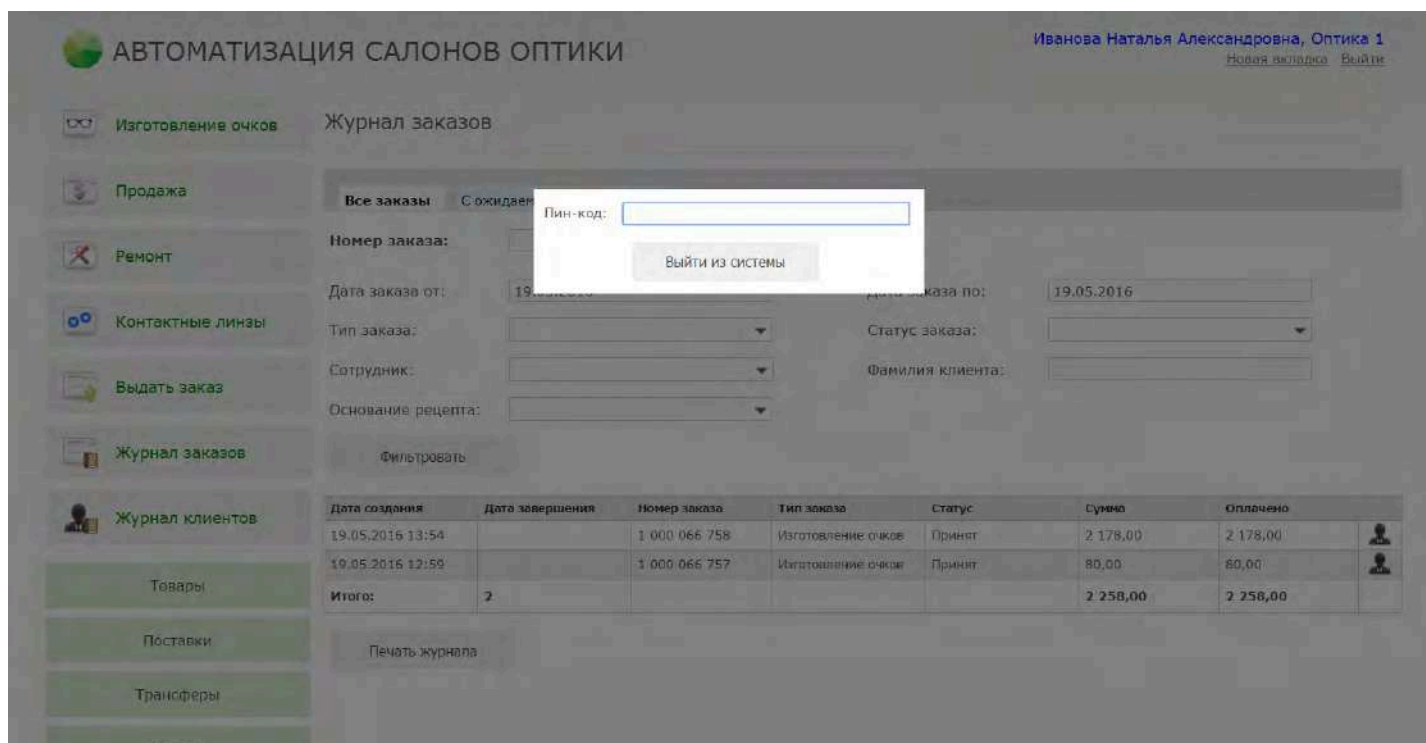 АВТОМАТИЗАЦИЯ САЛОНОВ ОПТИКИ
Иванова Наталья Александровна, Оптика 1
Новая вкладка Выйти
Изготовление очков
Продажа
Ремонт
Контактные линзы
Выдать заказ
Журнал заказов
Журнал клиентов
Товары
Поставки
Трансферы
Журнал заказов
Все заказы
Номер заказа:
Пин-код:
Выйти из системы
Дата заказа от:
19.05.2016
Тип заказа: Статус заказа:
Сотрудник: Фамилия клиента:
Основание рецепта:
Фильтровать
Дата создания Дата завершения Номер заказа Тип заказа Статус Сумма Оплачено
19.05.2016 13:54 1 000 066 758 Изготовление очков Принят 2 178,00 2 178,00
19.05.2016 12:59 1 000 066 757 Изготовление очков Принят 80,00 80,00
Итого: 2 2 258,00 2 258,00
Печать журнала